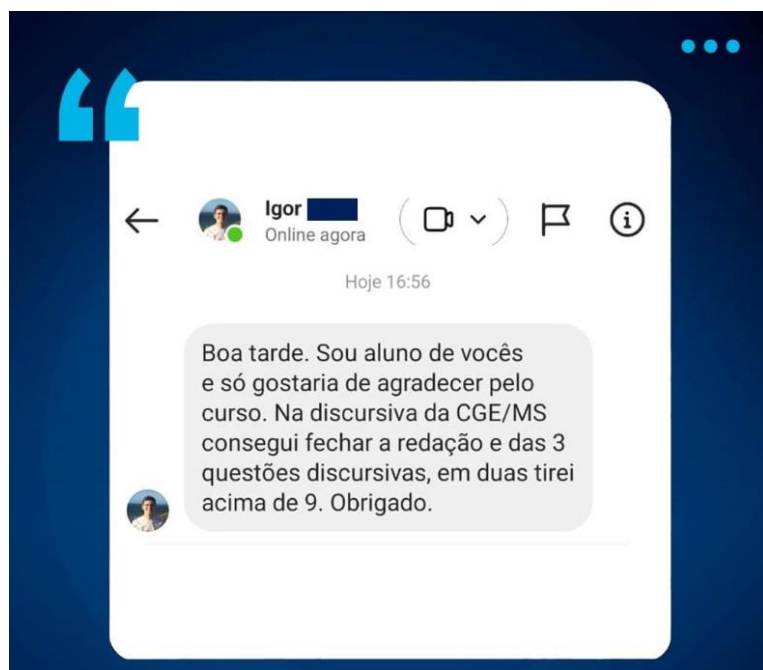 “
Igor
Online agora
Hoje 16:56
Boa tarde. Sou aluno de vocês
e só gostaria de agradecer pelo
curso. Na discursiva da CGE/MS
consegui fechar a redação e das 3
questões discursivas, em duas tirei
acima de 9. Obrigado.